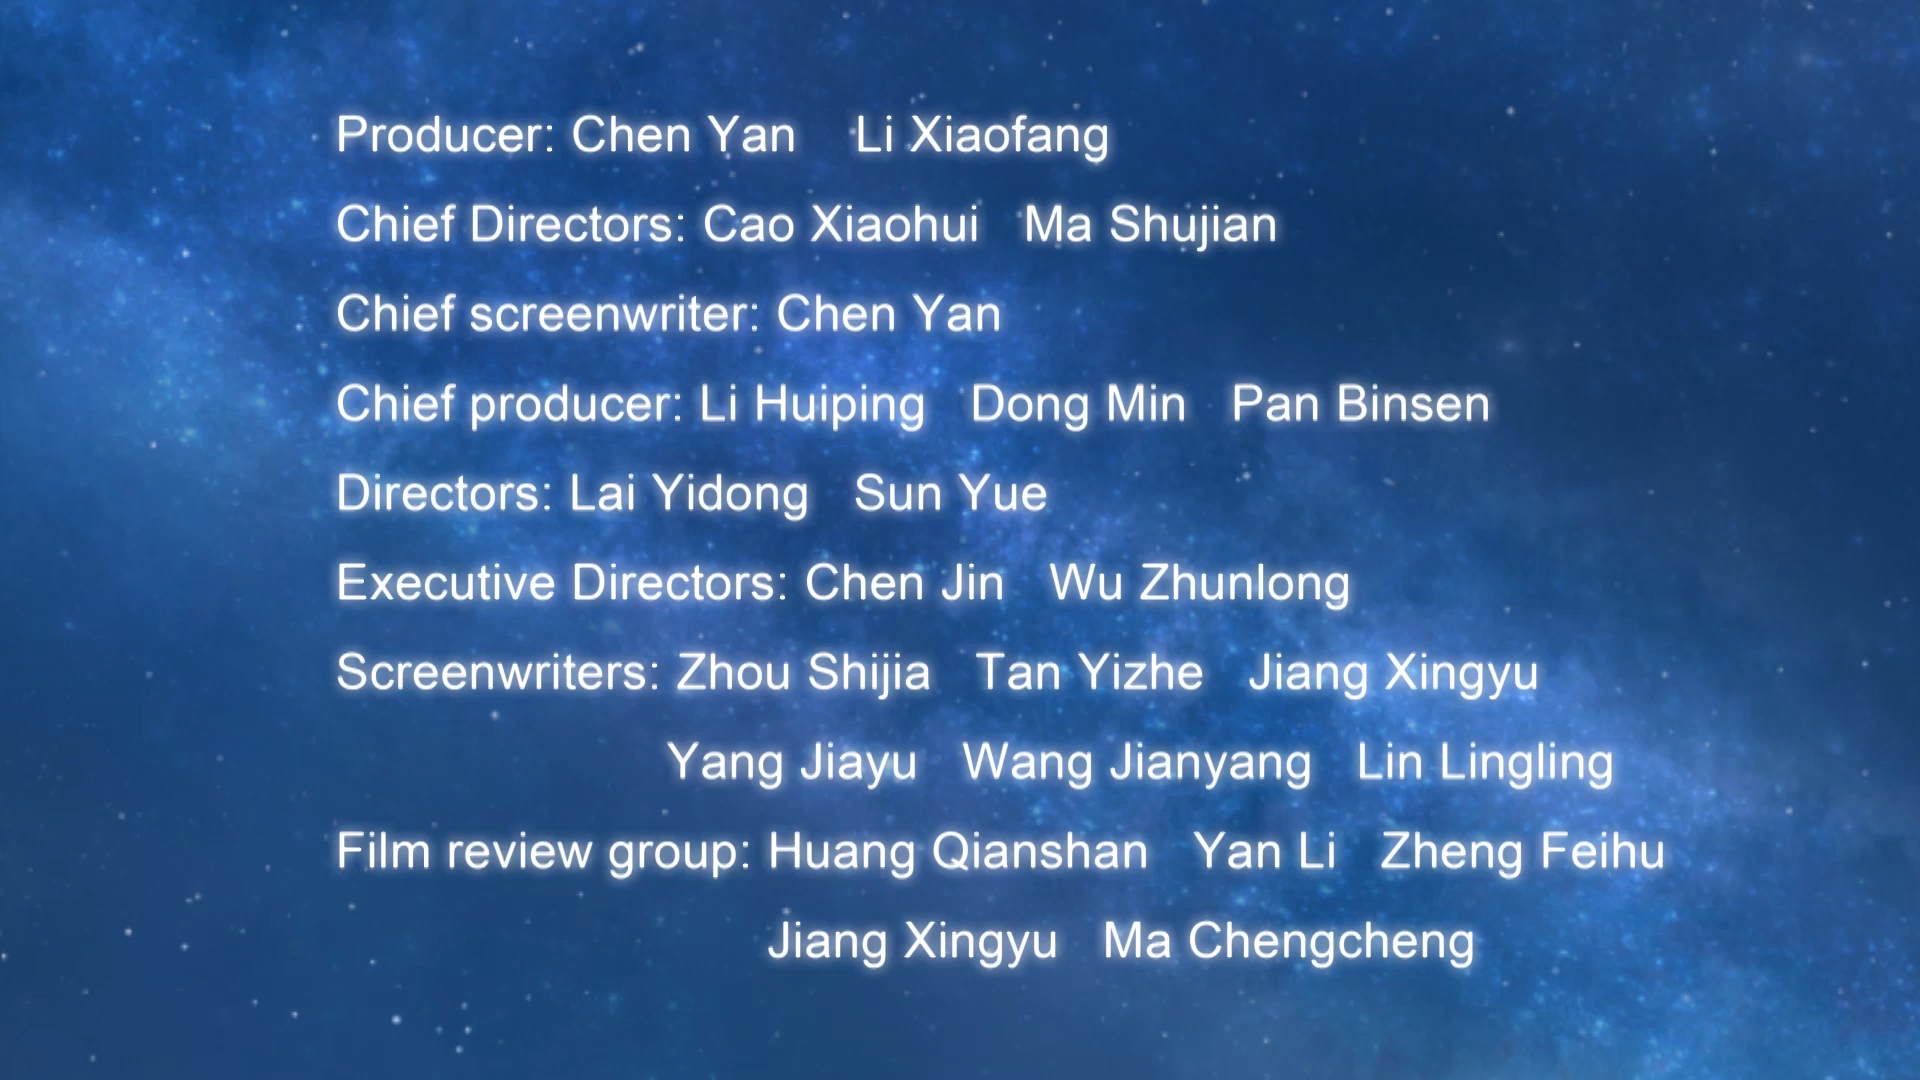 Producer: Chen Yan Li Xiaofang
Chief Directors: Cao Xiaohui Ma Shujian
Chief screenwriter: Chen Yan
Chief producer: Li Huiping Dong Min Pan Binsen
Directors: Lai Yidong Sun Yue
Executive Directors: Chen Jin Wu Zhunlong
Screenwriters: Zhou Shijia Tan Yizhe Jiang Xingyu
Yang Jiayu Wang Jianyang Lin Lingling
Film review group: Huang Qianshan Yan Li Zheng Feihu
Jiang Xingyu Ma Chengcheng